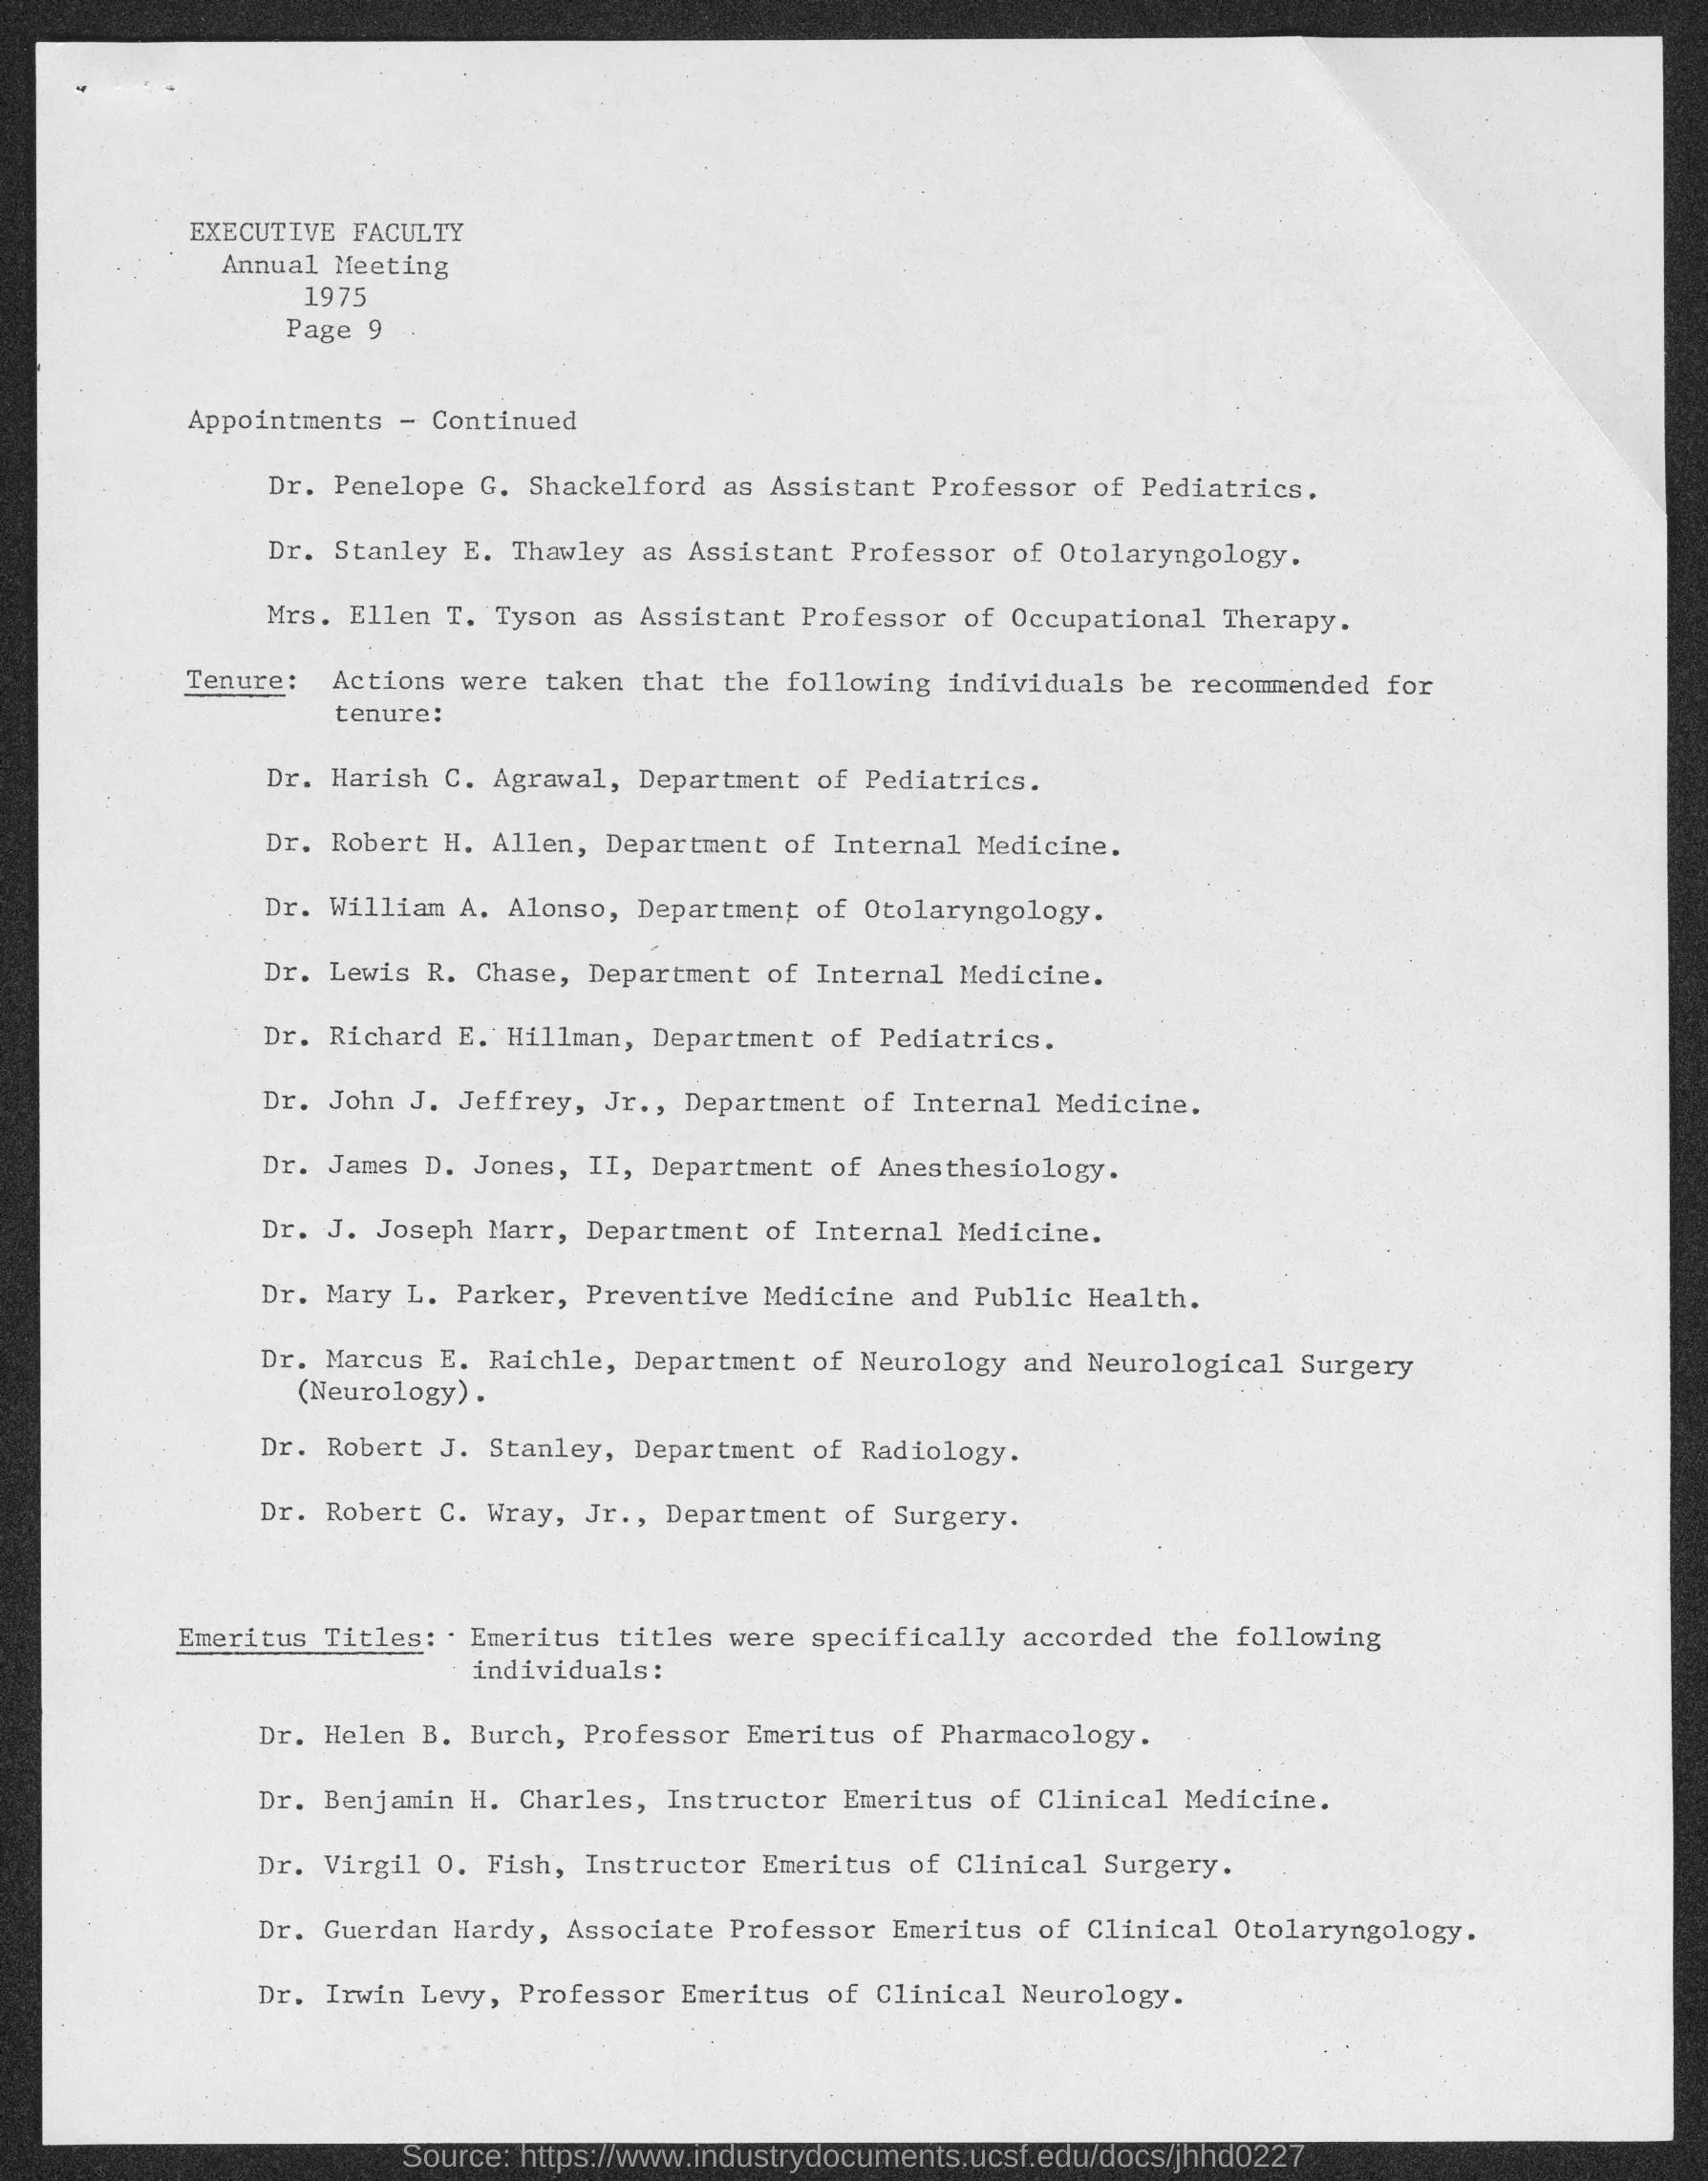 EXECUTIVE FACULTY
Annual Meeting
1975
Page 9
Appointments - Continued
Dr. Penelope G. Shackelford as Assistant Professor of Pediatrics.
Dr. Stanley E. Thawley as Assistant Professor of Otolaryngology.
Mrs. Ellen T. Tyson as Assistant Professor of Occupational Therapy.
Tenure: Actions were taken that the following individuals be recommended for
tenure:
Dr. Harish C. Agrawal, Department of Pediatrics.
Dr. Robert H. Allen, Department of Internal Medicine.
Dr. William A. Alonso, Department of Otolaryngology.
Dr. Lewis R. Chase, Department of Internal Medicine.
Dr. Richard E. Hillman, Department of Pediatrics.
Dr. John J. Jeffrey, Jr., Department of Internal Medicine.
Dr. James D. Jones, II, Department of Anesthesiology.
Dr. J. Joseph Marr, Department of Internal Medicine.
Dr. Mary L. Parker, Preventive Medicine and Public Health.
Dr. Marcus E. Raichle, Department of Neurology and Neurological Surgery
(Neurology).
Dr. Robert J. Stanley, Department of Radiology.
Dr. Robert C. Wray, Jr., Department of Surgery.
Emeritus Titles: Emeritus titles were specifically accorded the following
individuals:
Dr. Helen B. Burch, Professor Emeritus of Pharmacology.
Dr. Benjamin H. Charles, Instructor Emeritus of Clinical Medicine.
Dr. Virgil O. Fish, Instructor Emeritus of Clinical Surgery.
Dr. Guerdan Hardy, Associate Professor Emeritus of Clinical Otolaryngology.
Dr. Irwin Levy, Professor Emeritus of Clinical Neurology.
Source: https://www.industrydocuments.ucsf.edu/docs/jhhd0227